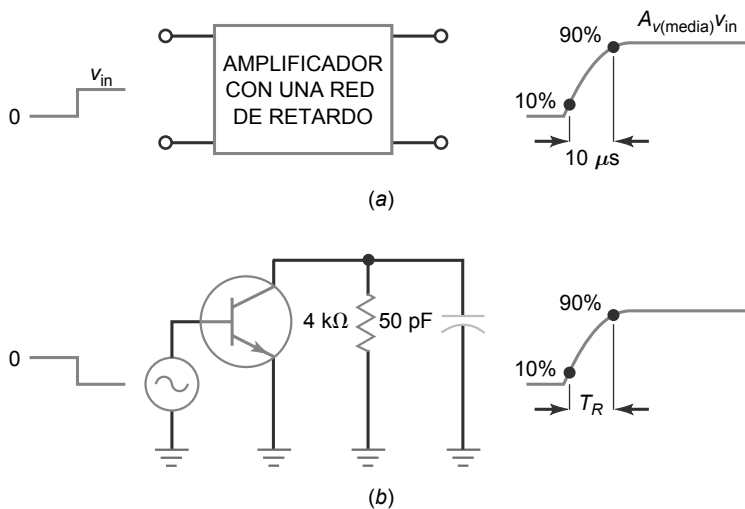 v_in
0
AMPLIFICADOR
CON UNA RED
DE RETARDO
A_v(media)v_in
90%
10%
10 μs
(a)
0
4 kΩ
50 pF
90%
10%
T_R
(b)